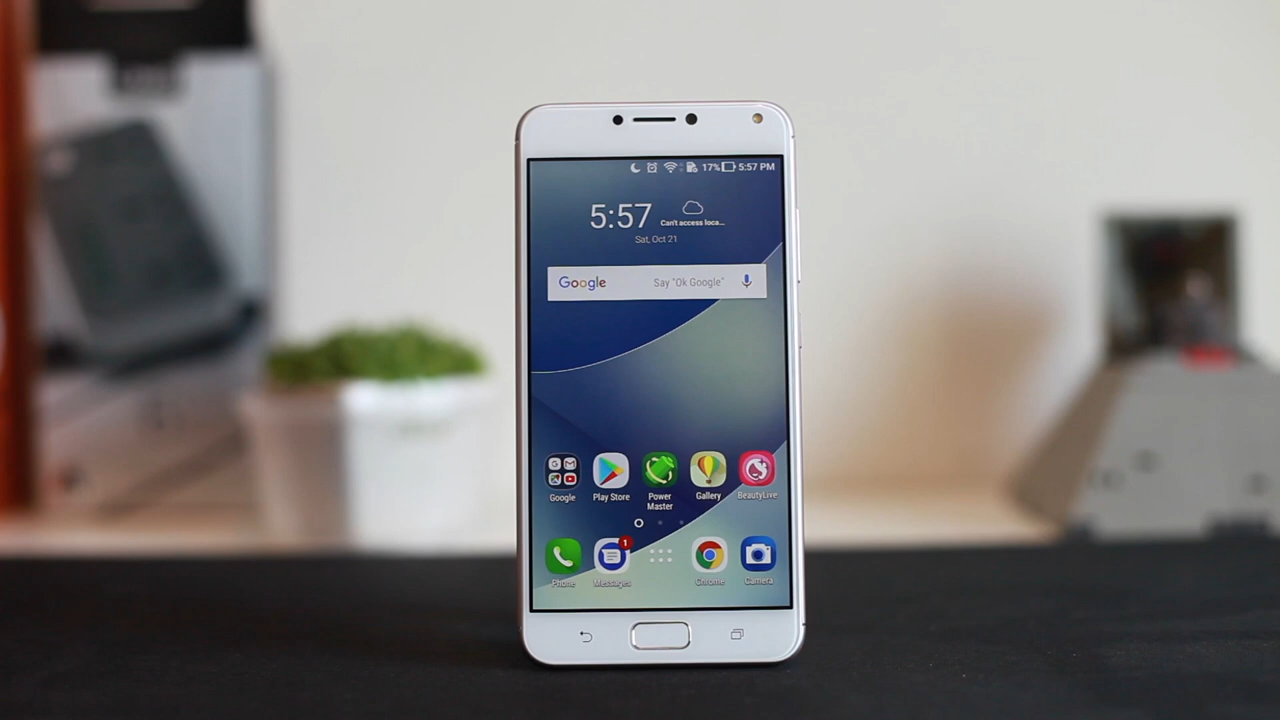 17% 5:57 PM
5:57
Can't access loca...
Sat, Oct 21
Google Say "Ok Google"
Google Play Store Power Master Gallery BeautyLive
1
Phone Messages Chrome Camera